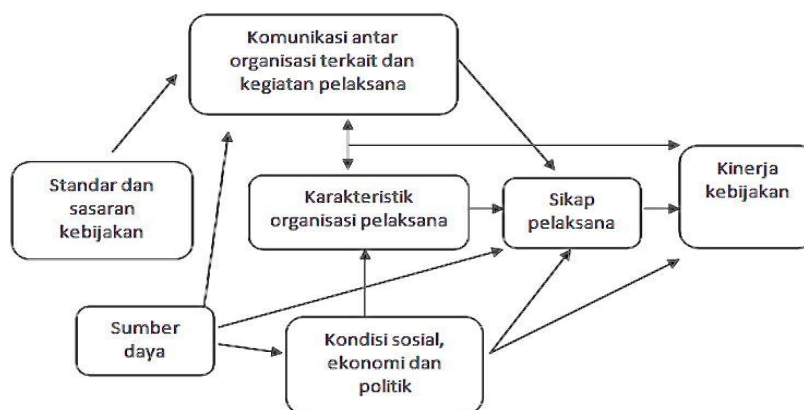 Komunikasi antar
organisasi terkait dan
kegiatan pelaksana
Standar dan
sasaran
kebijakan
Karakteristik
organisasi pelaksana
Sikap
pelaksana
Kinerja
kebijakan
Sumber
daya
Kondisi sosial,
ekonomi dan
politik